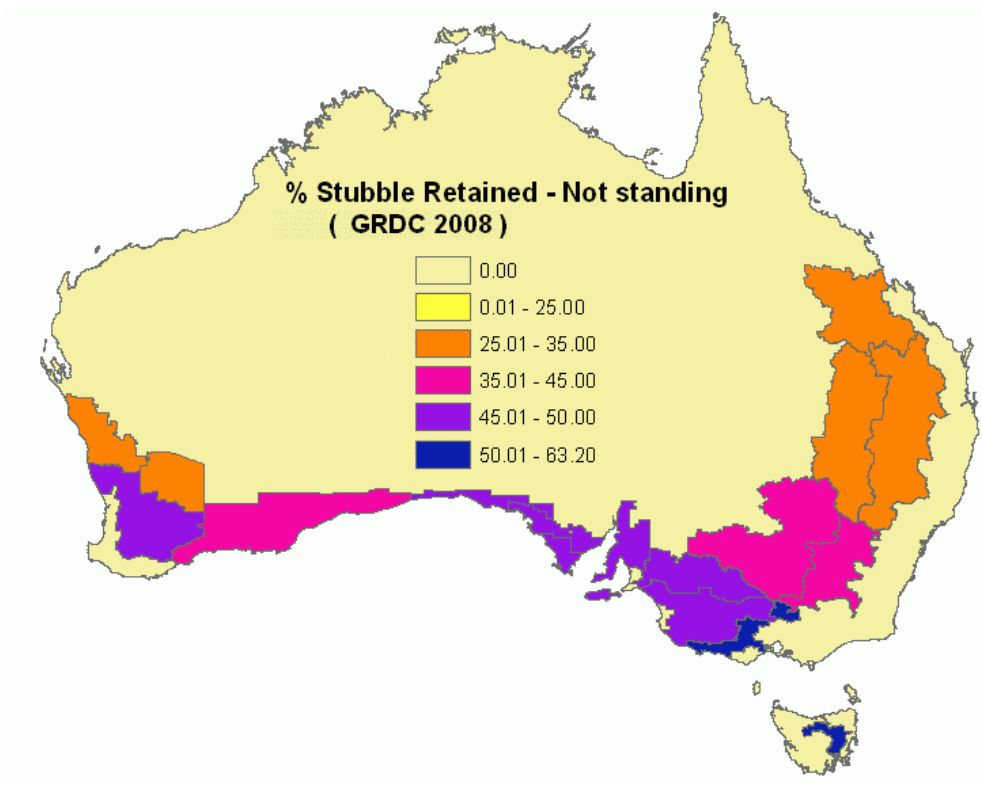 % Stubble Retained - Not standing
( GRDC 2008 )
0.00
0.01 - 25.00
25.01 - 35.00
35.01 - 45.00
45.01 - 50.00
50.01 - 63.20